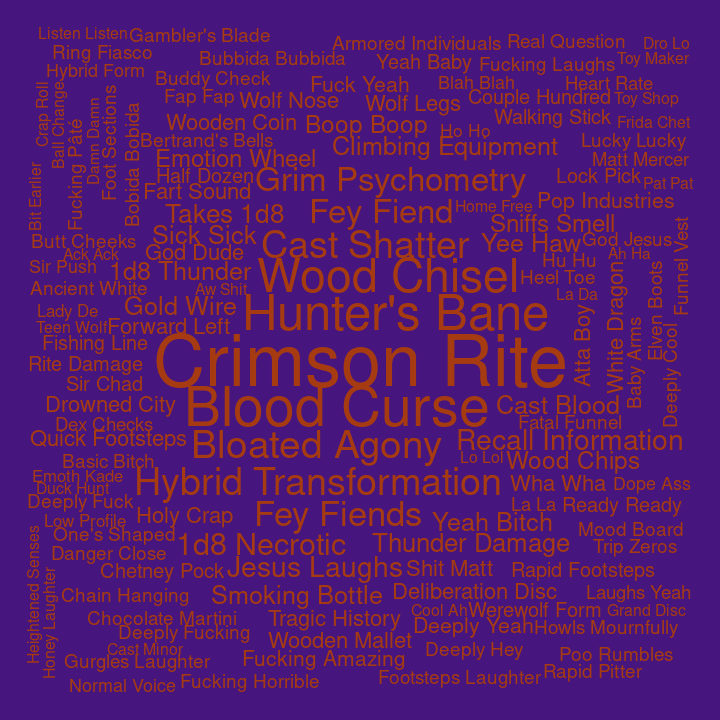 Listen Listen
Gambler's Blade
Armored Individuals
Real Question
Dro Lo
Ring Fiasco
Bubbida Bubbida
Yeah Baby
Fucking Laughs
Toy Maker
Hybrid Form
Buddy Check
Fuck Yeah
Blah Blah
Heart Rate
Crap Roll
Ball Change
Damn Damn
Foot Sections
Fap Fap
Wolf Nose
Wolf Legs
Couple Hundred
Toy Shop
Fucking Pâté
Bobida Bobida
Wooden Coin
Boop Boop
Ho Ho
Walking Stick
Frida Chet
Bertrand's Bells
Climbing Equipment
Lucky Lucky
Emotion Wheel
Matt Mercer
Bit Earlier
Half Dozen
Grim Psychometry
Lock Pick
Pat Pat
Fart Sound
Takes 1d8
Fey Fiend
Home Free
Pop Industries
Sniffs Smell
Butt Cheeks
Sick Sick
Cast Shatter
Yee Haw
God Jesus
Funnel Vest
Ack Ack
God Dude
Hu Hu
Ah Ha
Sir Push
1d8 Thunder
Wood Chisel
Heel Toe
White Dragon
Elven Boots
Ancient White
Aw Shit
La Da
Lady De
Gold Wire
Hunter's Bane
Atta Boy
Baby Arms
Deeply Cool
Teen Wolf
Forward Left
Fishing Line
Rite Damage
Crimson Rite
Sir Chad
Drowned City
Blood Curse
Cast Blood
Dex Checks
Fatal Funnel
Quick Footsteps
Bloated Agony
Recall Information
Basic Bitch
Lo Lol
Wood Chips
Emoth Kade
Duck Hunt
Hybrid Transformation
Wha Wha
Dope Ass
Deeply Fuck
La La
Ready Ready
Low Profile
Holy Crap
Fey Fiends
Yeah Bitch
Mood Board
One's Shaped
Danger Close
1d8 Necrotic
Thunder Damage
Trip Zeros
Heightened Senses
Honey Laughter
Chetney Pock
Jesus Laughs
Shit Matt
Rapid Footsteps
Chain Hanging
Smoking Bottle
Deliberation Disc
Laughs Yeah
Chocolate Martini
Tragic History
Cool Ah
Werewolf Form
Grand Disc
Deeply Fucking
Wooden Mallet
Deeply Yeah
Howls Mournfully
Cast Minor
Deeply Hey
Gurgles Laughter
Fucking Amazing
Poo Rumbles
Normal Voice
Fucking Horrible
Footsteps Laughter
Rapid Pitter